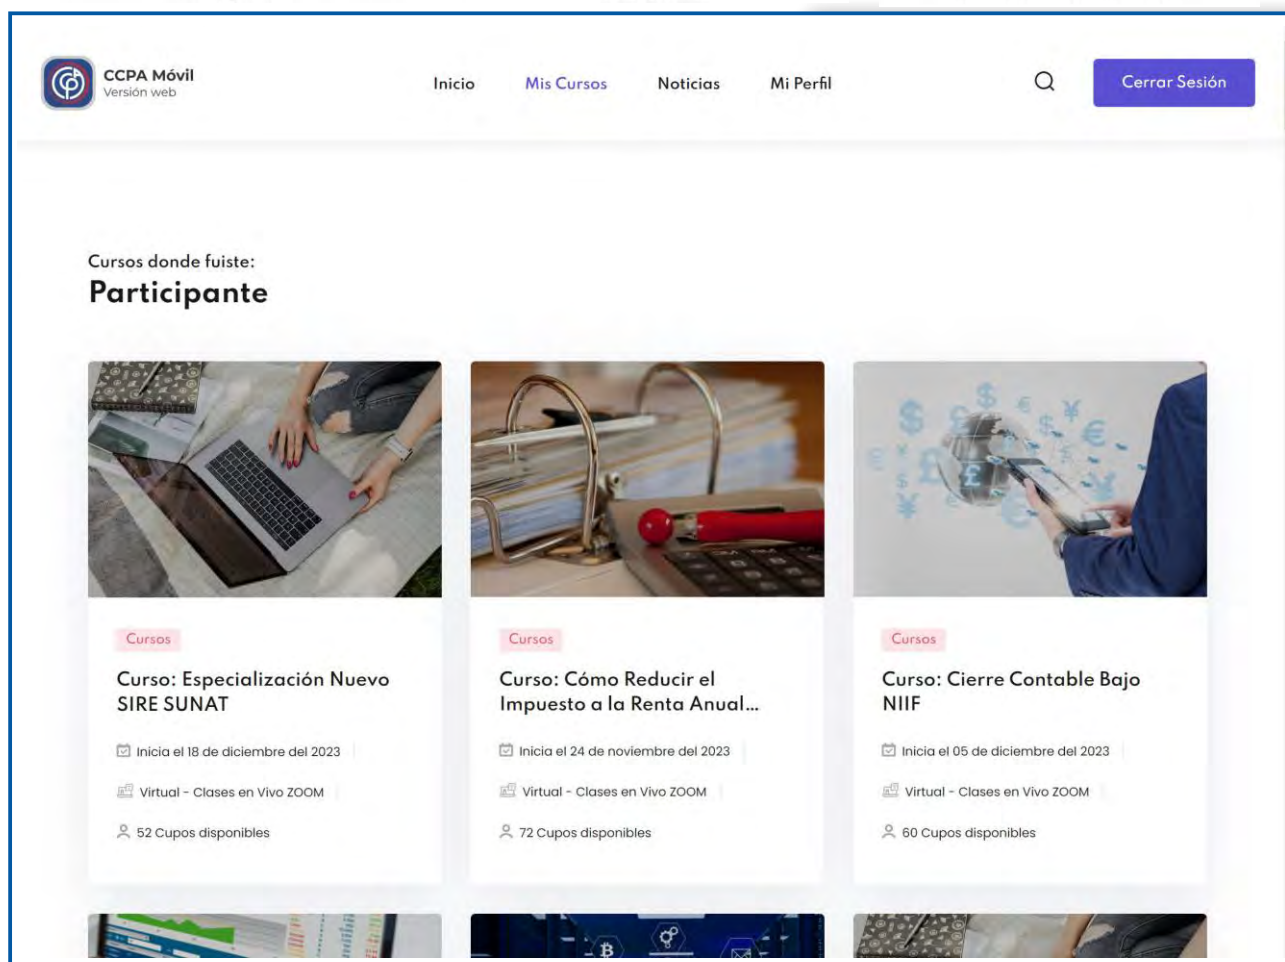 CCPA Móvil
Versión web
Inicio
Mis Cursos
Noticias
Mi Perfil
Cerrar Sesión
Cursos donde fuiste:
Participante
Cursos
Curso: Especialización Nuevo
SIRE SUNAT
Inicia el 18 de diciembre del 2023
Virtual - Clases en Vivo ZOOM
52 Cupos disponibles
Cursos
Curso: Cómo Reducir el
Impuesto a la Renta Anual...
Inicia el 24 de noviembre del 2023
Virtual - Clases en Vivo ZOOM
72 Cupos disponibles
Cursos
Curso: Cierre Contable Bajo
NIIF
Inicia el 05 de diciembre del 2023
Virtual - Clases en Vivo ZOOM
60 Cupos disponibles